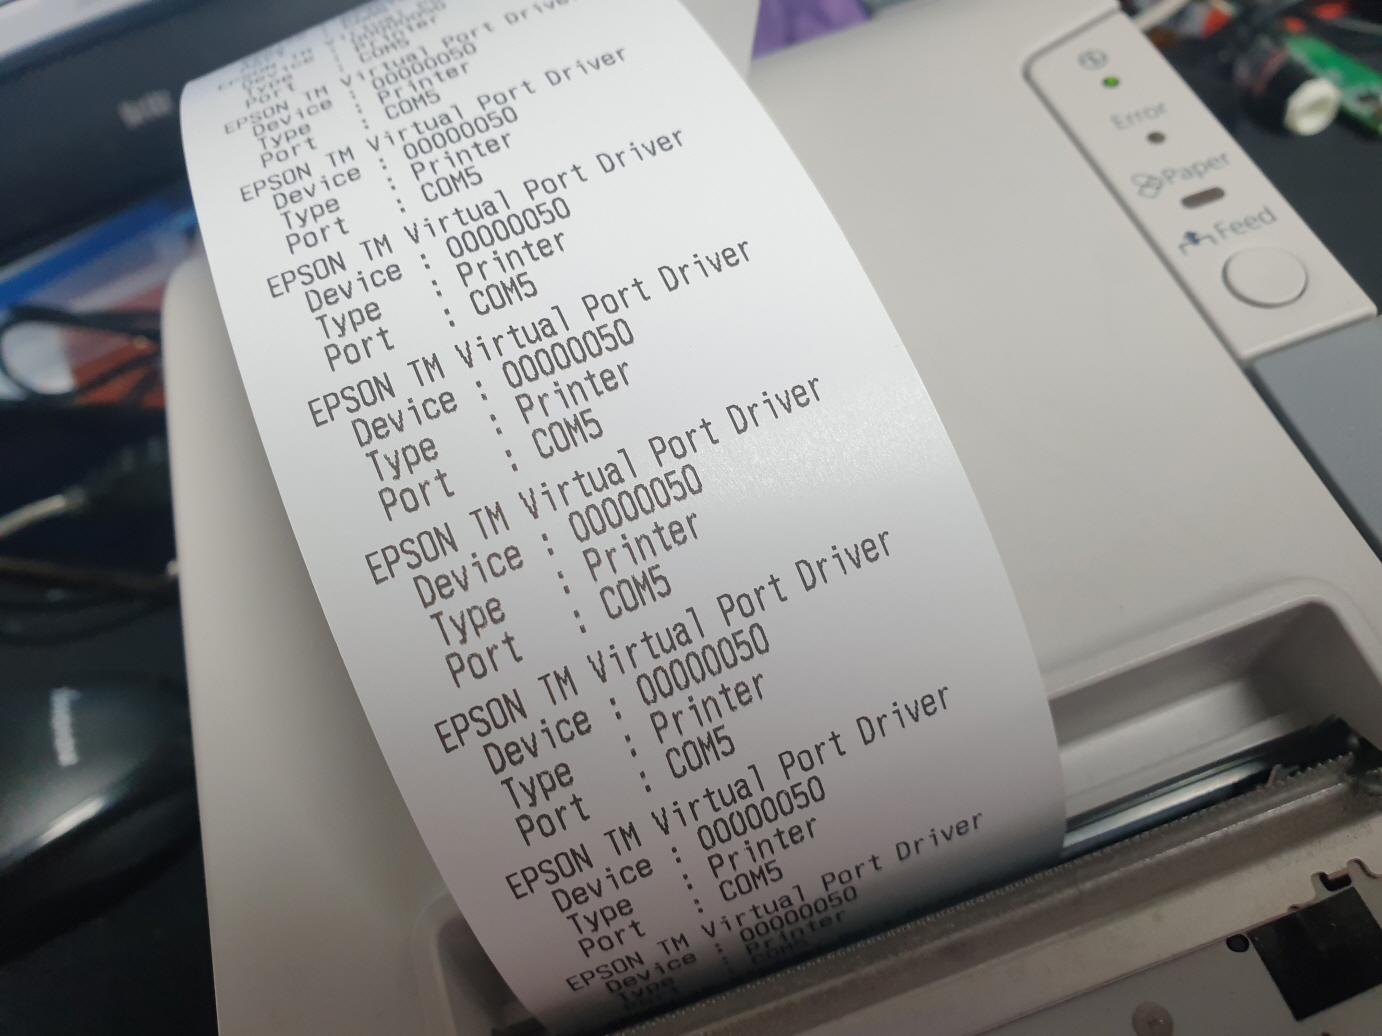 Port
EPSON TM Virtual Port Driver
Device : 00000050
Type : Printer
Port : COM5
EPSON TM Virtual Port Driver
Device : 00000050
Type : Printer
Port : COM5
EPSON TM Virtual Port Driver
Device : 00000050
Type : Printer
Port : COM5
EPSON TM Virtual Port Driver
Device : 00000050
Type : Printer
Port : COM5
EPSON TM Virtual Port Driver
Device : 00000050
Type : Printer
Port : COM5
EPSON TM Virtual Port Driver
Device : 00000050
Type : Printer
Port : COM5
EPSON TM Virtual Port Driver
Device : 00000050
Type : Printer
Port : COM5
EPSON TM Virtual Port Driver
Device : 00000050
Type : Printer
Error
Paper
Feed